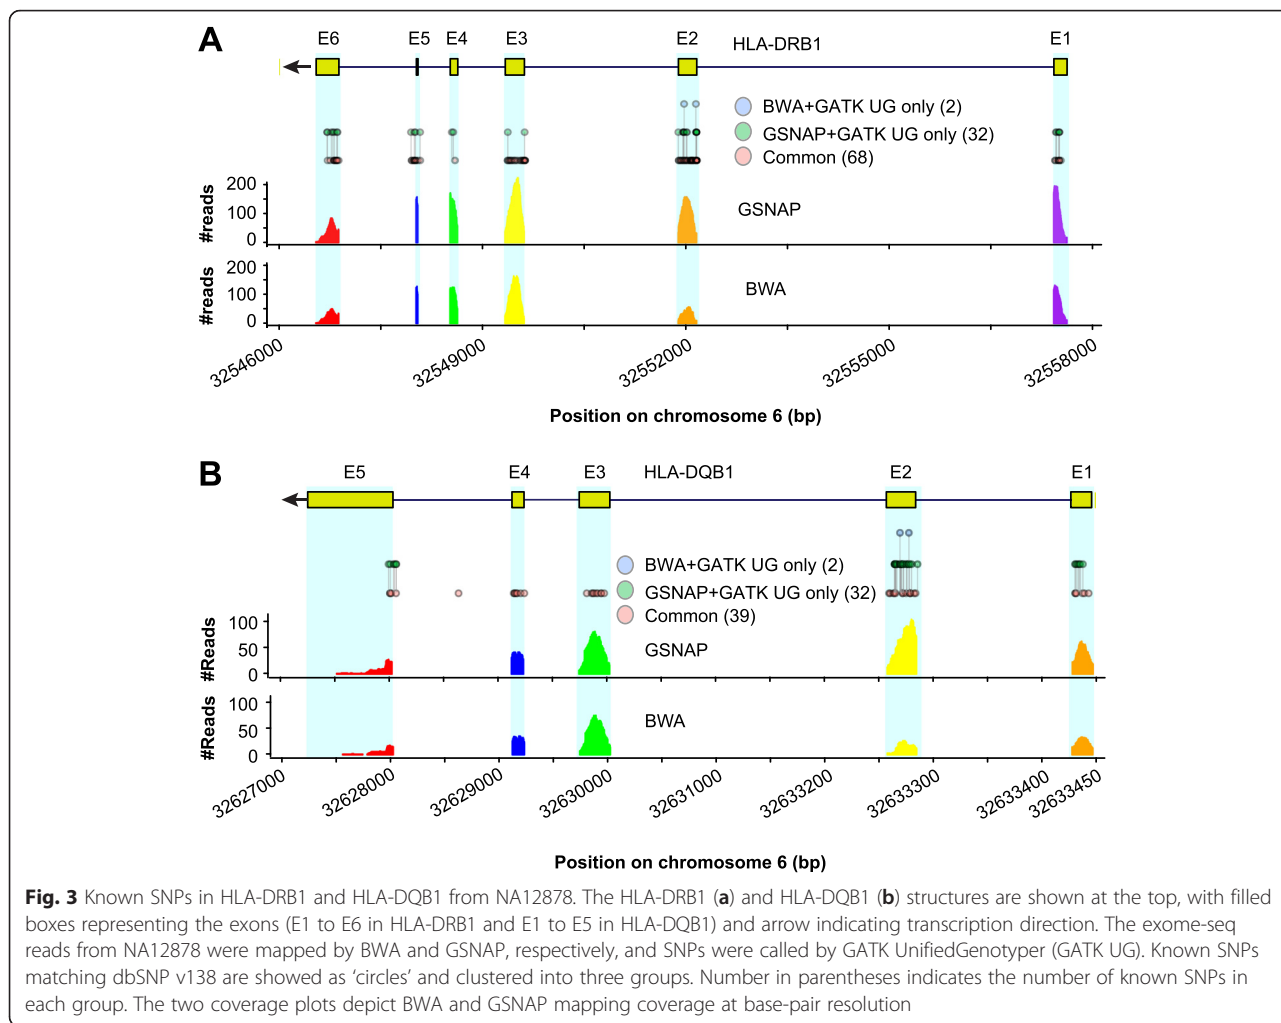 A
E6 E5 E4 E3 E2 HLA-DRB1 E1
BWA+GATK UG only (2)
GSNAP+GATK UG only (32)
Common (68)
#reads
200
100
0
GSNAP
#reads
200
100
0
BWA
32546000 32549000 32552000 32555000 32558000
Position on chromosome 6 (bp)
B
E5 E4 E3 HLA-DQB1 E2 E1
BWA+GATK UG only (2)
GSNAP+GATK UG only (32)
Common (39)
#Reads
100
50
0
GSNAP
#Reads
100
50
0
BWA
32627000 32628000 32629000 32630000 32631000 32633200 32633300 32633400 32633450
Position on chromosome 6 (bp)
Fig. 3 Known SNPs in HLA-DRB1 and HLA-DQB1 from NA12878. The HLA-DRB1 (a) and HLA-DQB1 (b) structures are shown at the top, with filled
boxes representing the exons (E1 to E6 in HLA-DRB1 and E1 to E5 in HLA-DQB1) and arrow indicating transcription direction. The exome-seq
reads from NA12878 were mapped by BWA and GSNAP, respectively, and SNPs were called by GATK UnifiedGenotyper (GATK UG). Known SNPs
matching dbSNP v138 are showed as ‘circles’ and clustered into three groups. Number in parentheses indicates the number of known SNPs in
each group. The two coverage plots depict BWA and GSNAP mapping coverage at base-pair resolution